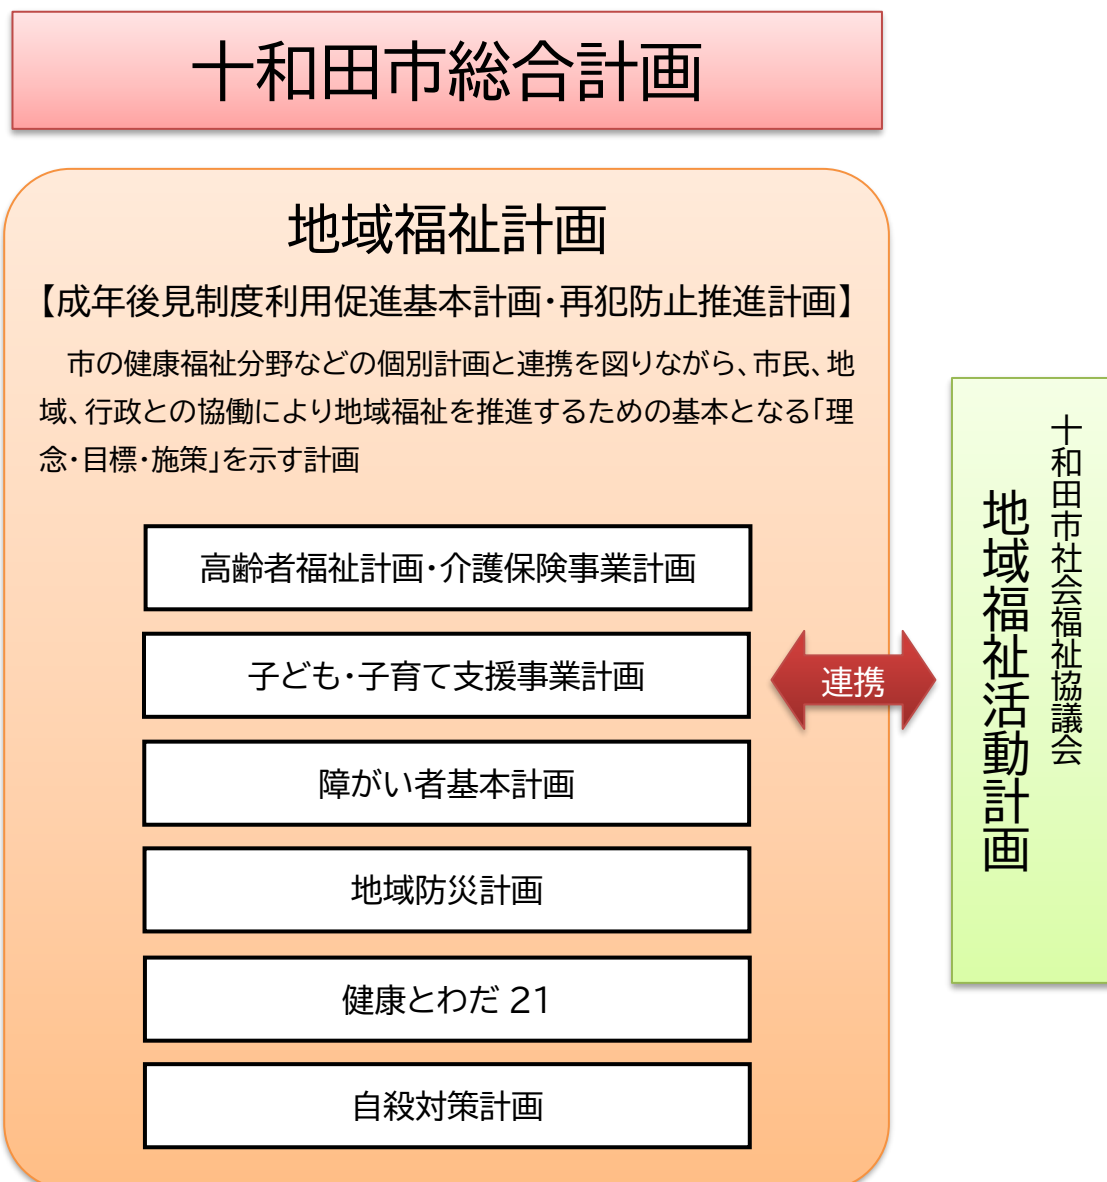 十和田市総合計画
地域福祉計画
【成年後見制度利用促進基本計画・再犯防止推進計画】
市の健康福祉分野などの個別計画と連携を図りながら、市民、地
域、行政との協働により地域福祉を推進するための基本となる「理
念・目標・施策」を示す計画
高齢者福祉計画・介護保険事業計画
子ども・子育て支援事業計画
障がい者基本計画
地域防災計画
健康とわだ 21
自殺対策計画
連携
十和田市社会福祉協議会
地域福祉活動計画